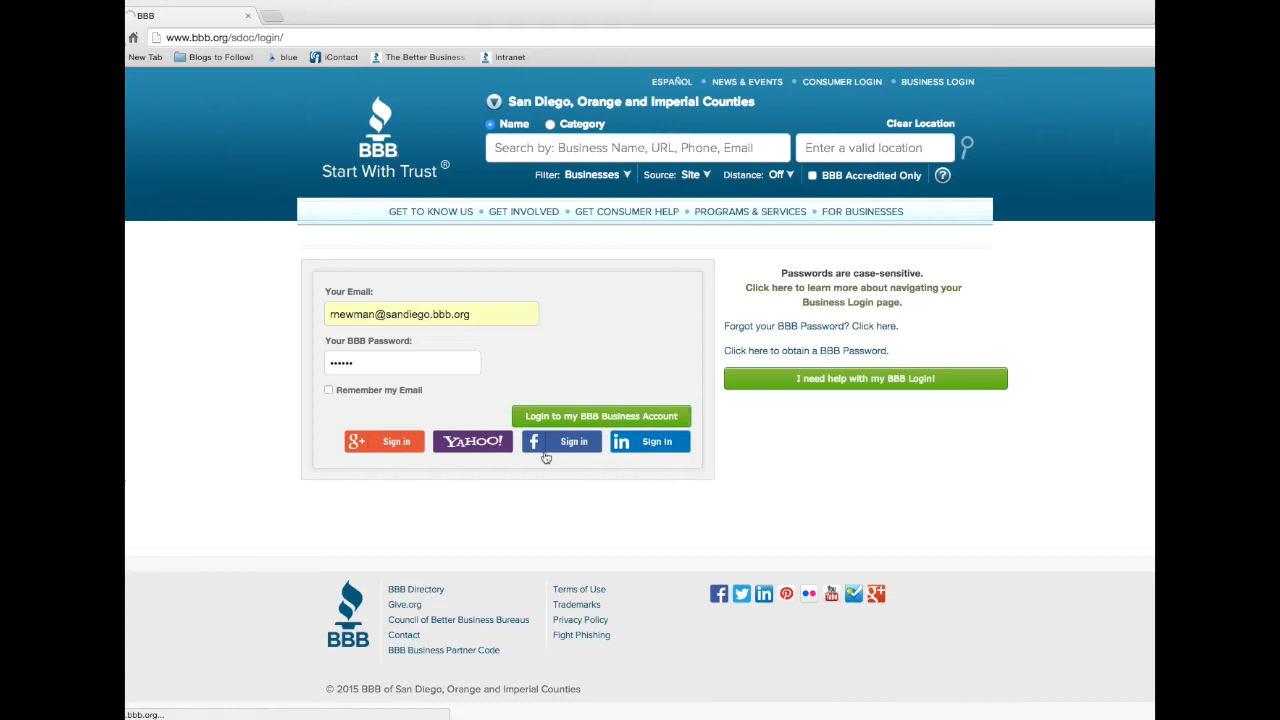 BBB
www.bbb.org/sdoc/login/
New Tab Blogs to Follow! blue iContact The Better Business Intranet
ESPAÑOL NEWS & EVENTS CONSUMER LOGIN BUSINESS LOGIN
San Diego, Orange and Imperial Counties
Name Category Clear Location
Search by: Business Name, URL, Phone, Email Enter a valid location
Filter: Businesses Source: Site Distance: Off BBB Accredited Only ?
BBB
Start With Trust ®
GET TO KNOW US GET INVOLVED GET CONSUMER HELP PROGRAMS & SERVICES FOR BUSINESSES
Your Email:
rnewman@sandiego.bbb.org
Your BBB Password:
••••••
Remember my Email
Login to my BBB Business Account
g+ Sign in YAHOO! f Sign in in Sign In
Passwords are case-sensitive.
Click here to learn more about navigating your
Business Login page.
Forgot your BBB Password? Click here.
Click here to obtain a BBB Password.
I need help with my BBB Login!
BBB
BBB Directory
Give.org
Council of Better Business Bureaus
Contact
BBB Business Partner Code
Terms of Use
Trademarks
Privacy Policy
Fight Phishing
f in You Tube g+
© 2015 BBB of San Diego, Orange and Imperial Counties
.bbb.org...